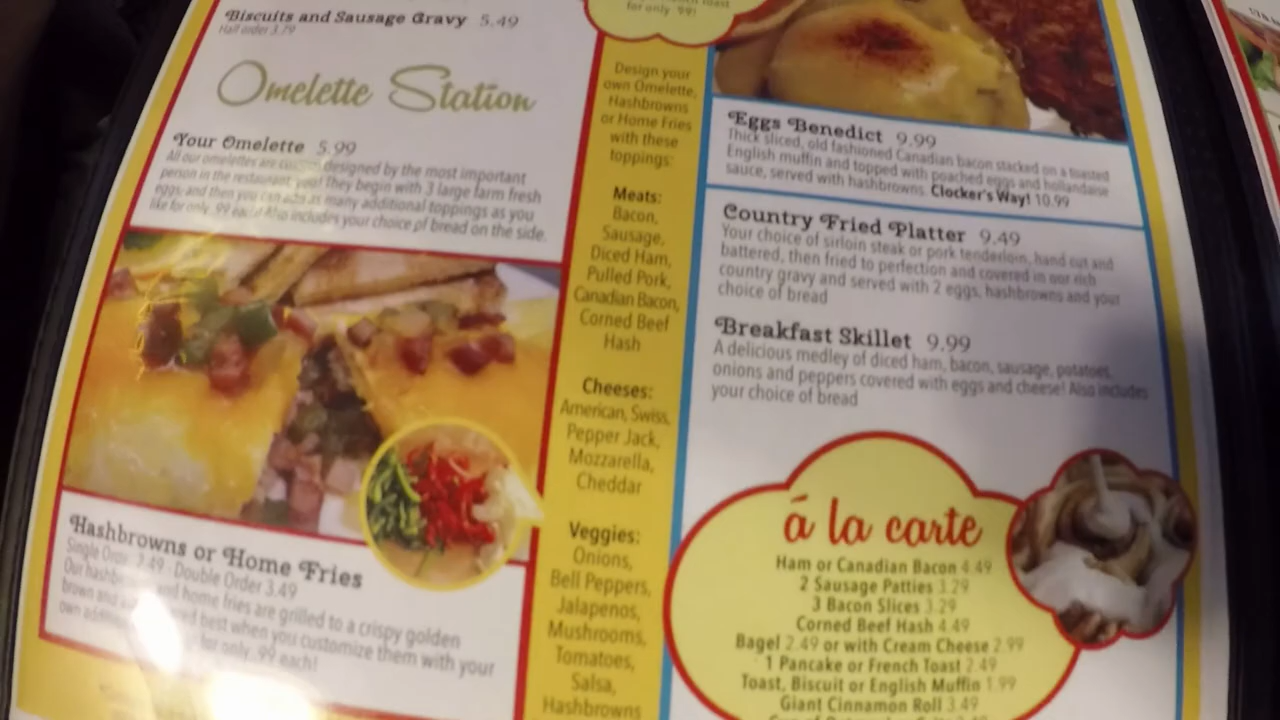 Biscuits and Sausage Gravy 5.49
Half order 3.79
Omelette Station
Your Omelette 5.99
All our omelettes are custom designed by the most important
person in the restaurant, you! They begin with 3 large farm fresh
eggs and then you can add as many additional toppings as you
like for only .99 each! Also includes your choice of bread on the side.
Hashbrowns or Home Fries
Single Order 2.49 · Double Order 3.49
Our hashbrowns and home fries are grilled to a crispy golden
brown and best when you customize them with your
own for only .99 each!
for only .99!
Design your
own Omelette,
Hashbrowns
or Home Fries
with these
toppings:
Meats:
Bacon,
Sausage,
Diced Ham,
Pulled Pork,
Canadian Bacon,
Corned Beef
Hash
Cheeses:
American, Swiss,
Pepper Jack,
Mozzarella,
Cheddar
Veggies:
Onions,
Bell Peppers,
Jalapenos,
Mushrooms,
Tomatoes,
Salsa,
Hashbrowns
Eggs Benedict 9.99
Thick sliced, old fashioned Canadian bacon stacked on a toasted
English muffin and topped with poached eggs and hollandaise
sauce, served with hashbrowns. Clocker's Way! 10.99
Country Fried Platter 9.49
Your choice of sirloin steak or pork tenderloin, hand cut and
battered, then fried to perfection and covered in our rich
country gravy and served with 2 eggs, hashbrowns and your
choice of bread
Breakfast Skillet 9.99
A delicious medley of diced ham, bacon, sausage, potatoes,
onions and peppers covered with eggs and cheese! Also includes
your choice of bread
á la carte
Ham or Canadian Bacon 4.49
2 Sausage Patties 3.29
3 Bacon Slices 3.29
Corned Beef Hash 4.49
Bagel 2.49 or with Cream Cheese 2.99
1 Pancake or French Toast 2.49
Toast, Biscuit or English Muffin 1.99
Giant Cinnamon Roll 3.49